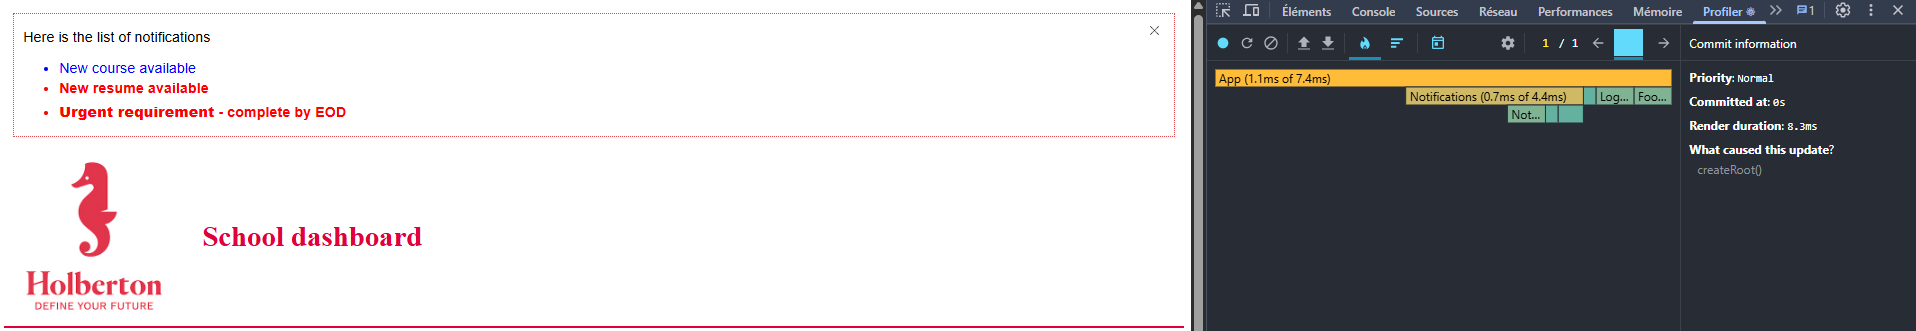 Here is the list of notifications
New course available
New resume available
Urgent requirement - complete by EOD
Holberton
DEFINE YOUR FUTURE
School dashboard
Éléments Console Sources Réseau Performances Mémoire Profiler 1
1 / 1
App (1.1ms of 7.4ms)
Notifications (0.7ms of 4.4ms) Log... Foo...
Not...
Commit information
Priority: Normal
Committed at: 0s
Render duration: 8.3ms
What caused this update?
createRoot()